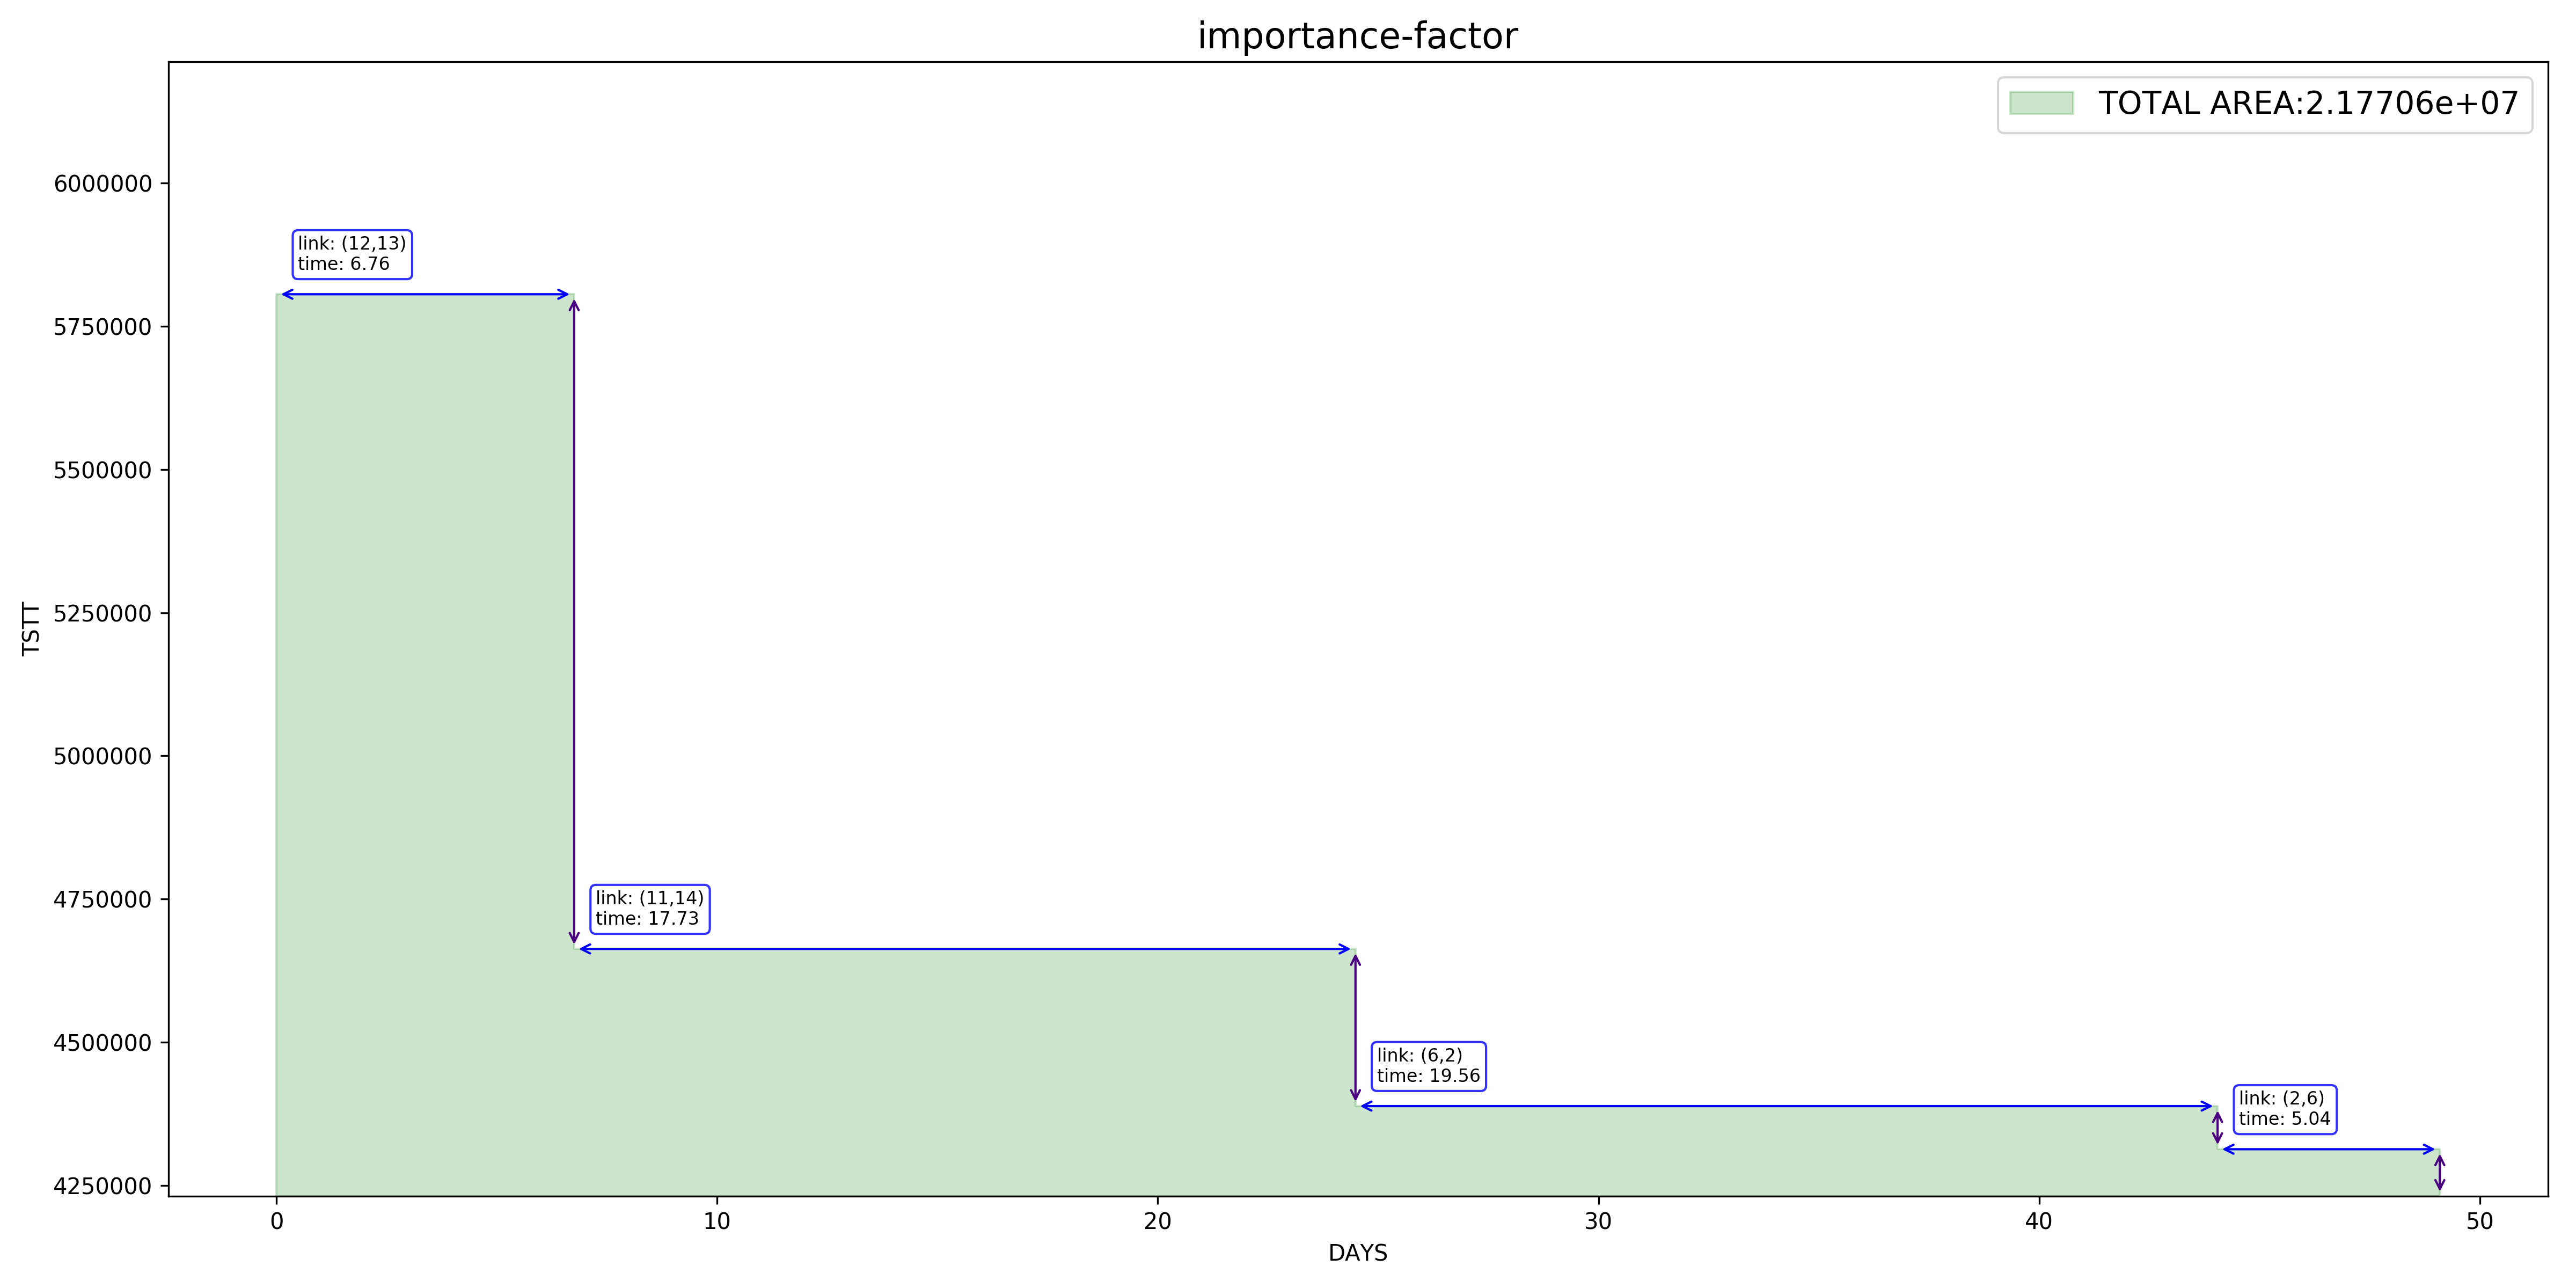 importance-factor
TOTAL AREA:2.17706e+07
6000000
link: (12,13)
time: 6.76
5750000
5500000
5250000
TSTT
5000000
4750000
link: (11,14)
time: 17.73
4500000
link: (6,2)
time: 19.56
link: (2,6)
time: 5.04
4250000
0 10 20 30 40 50
DAYS